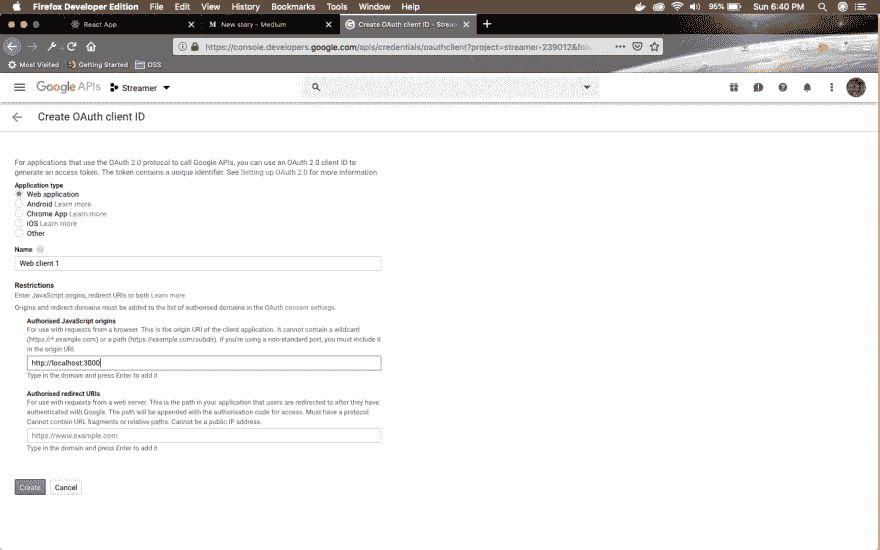 Firefox Developer Edition File Edit View History Bookmarks Tools Window Help 95% Sun 6:40 PM
React App New story – Medium Create OAuth client ID - Strean
https://console.developers.google.com/apis/credentials/oauthclient?project=streamer-239012&fol
Most Visited Getting Started OSS
Google APIs Streamer
Create OAuth client ID
For applications that use the OAuth 2.0 protocol to call Google APIs, you can use an OAuth 2.0 client ID to
generate an access token. The token contains a unique identifier. See Setting up OAuth 2.0 for more information.
Application type
Web application
Android Learn more
Chrome App Learn more
iOS Learn more
Other
Name
Web client 1
Restrictions
Enter JavaScript origins, redirect URIs or both Learn more
Origins and redirect domains must be added to the list of authorised domains in the OAuth consent settings.
Authorised JavaScript origins
For use with requests from a browser. This is the origin URI of the client application. It cannot contain a wildcard
(https://*.example.com) or a path (https://example.com/subdir). If you're using a non-standard port, you must include it
in the origin URI.
http://localhost:3000
Type in the domain and press Enter to add it
Authorised redirect URIs
For use with requests from a web server. This is the path in your application that users are redirected to after they have
authenticated with Google. The path will be appended with the authorisation code for access. Must have a protocol.
Cannot contain URL fragments or relative paths. Cannot be a public IP address.
https://www.example.com
Type in the domain and press Enter to add it
Create Cancel